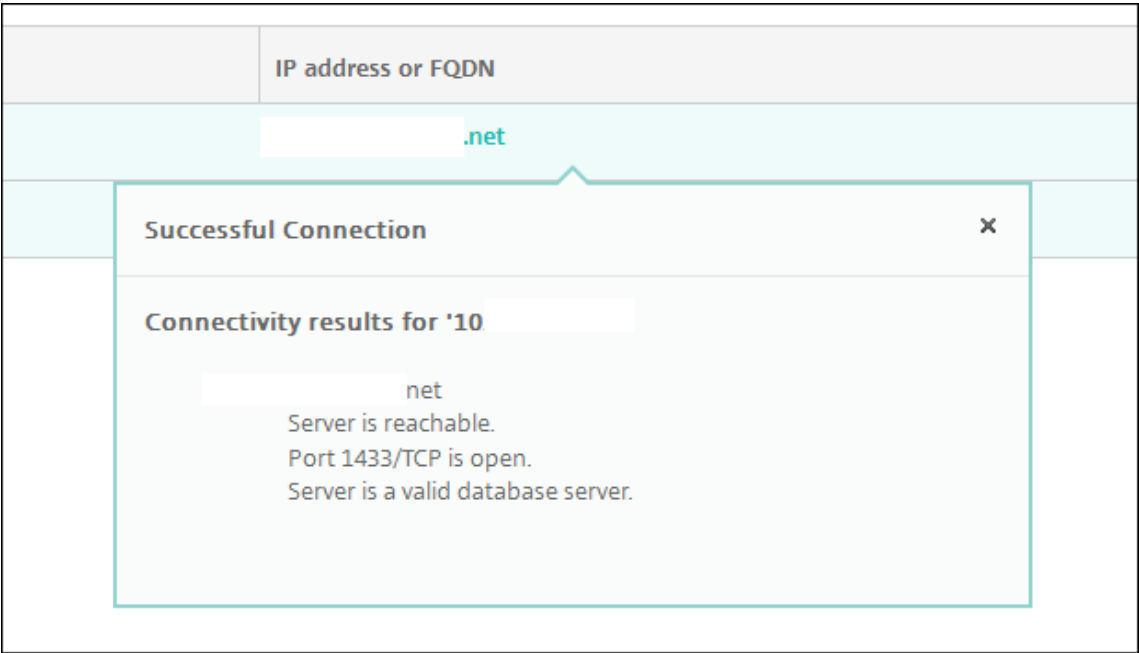 IP address or FQDN
.net
Successful Connection
×
Connectivity results for '10
net
Server is reachable.
Port 1433/TCP is open.
Server is a valid database server.